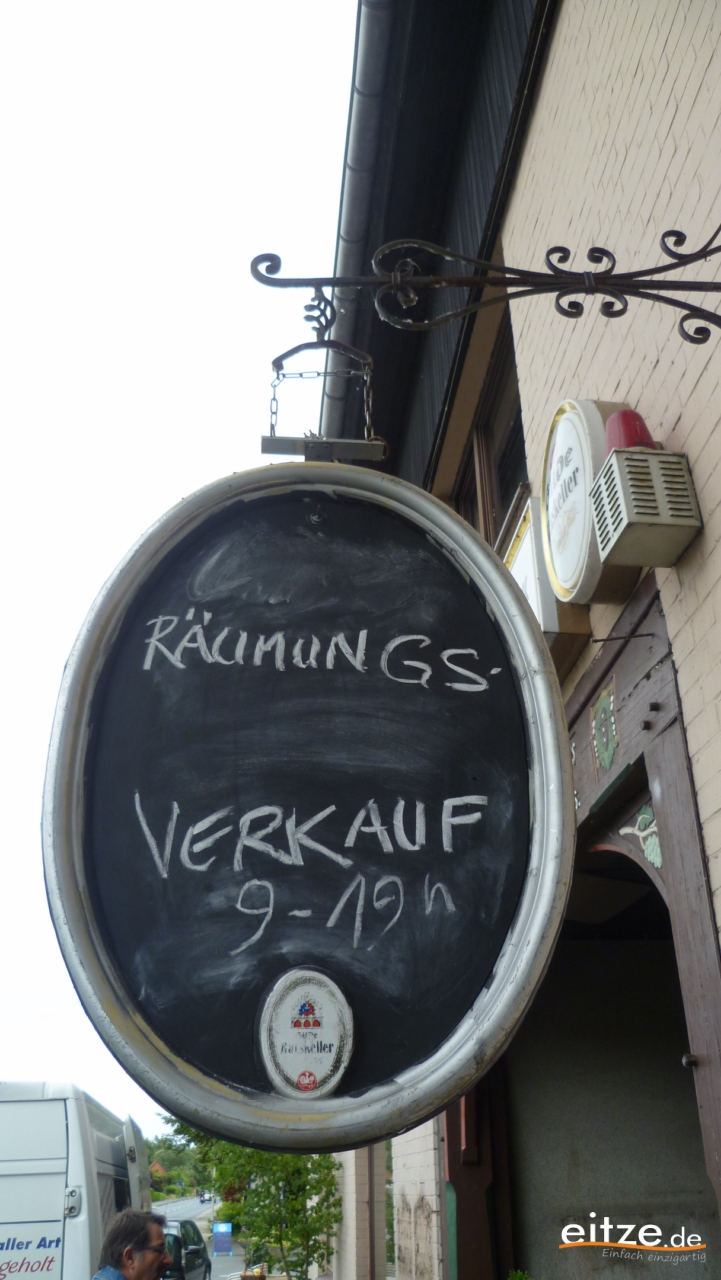 RÄUMUNGS-
VERKAUF
9-19h
Ratskeller
aller Art
geholt
eitze.de
Einfach einzigartig